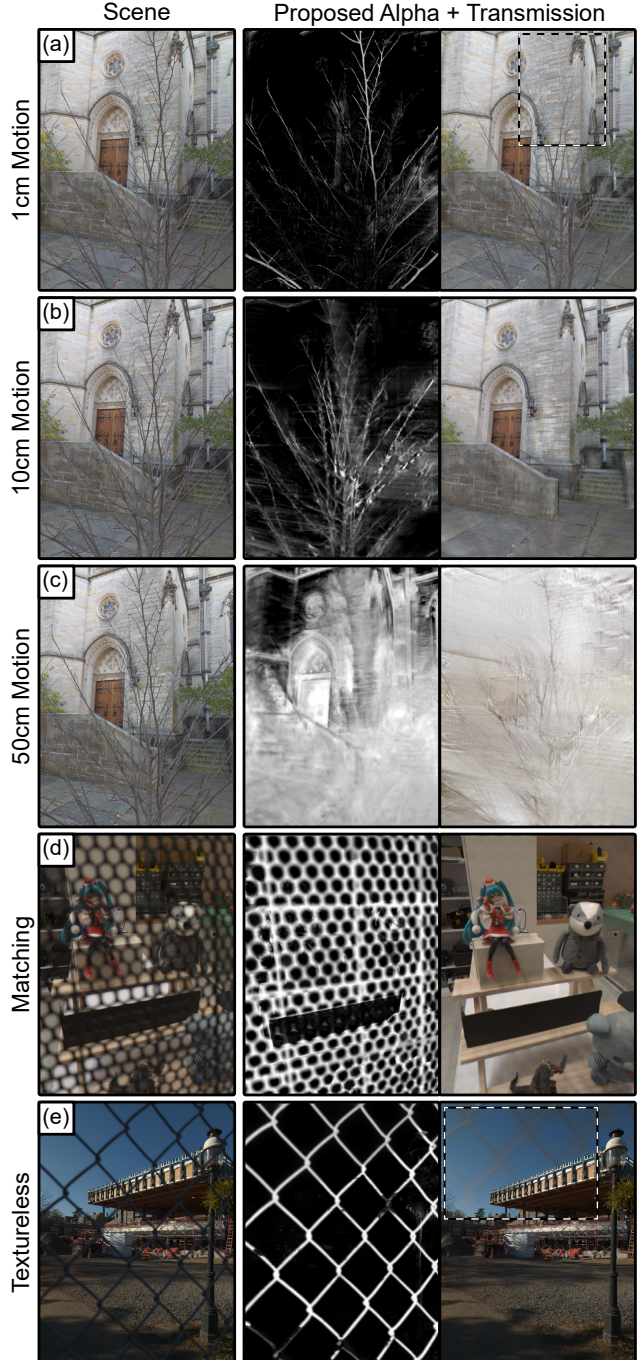 Scene
Proposed Alpha + Transmission
(a)
1cm Motion
(b)
10cm Motion
(c)
50cm Motion
(d)
Matching
(e)
Textureless